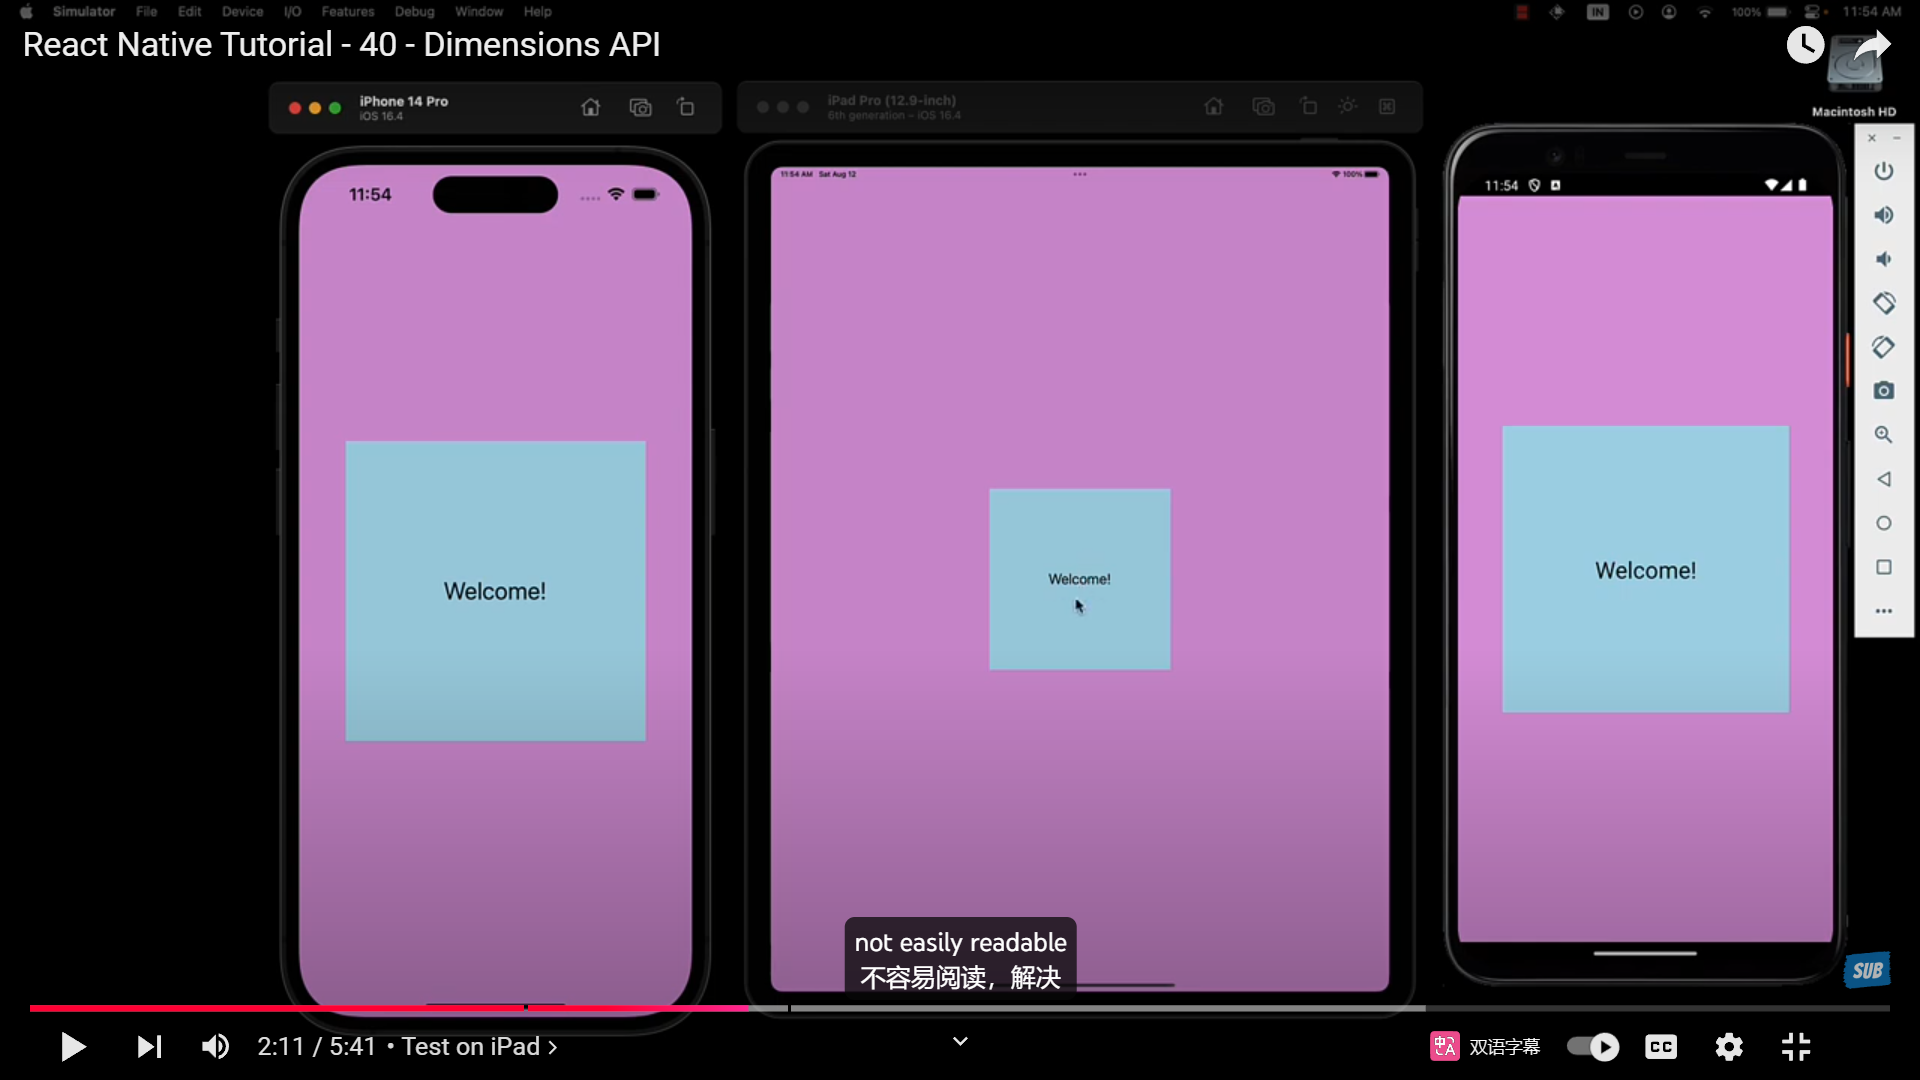 Simulator File Edit Device I/O Features Debug Window Help
IN 100% 11:54 AM
React Native Tutorial - 40 - Dimensions API
Macintosh HD
iPhone 14 Pro
iOS 16.4
iPad Pro (12.9-inch)
6th generation – iOS 16.4
11:54
11:54 AM Sat Aug 12
100%
11:54
Welcome!
Welcome!
Welcome!
not easily readable
不容易阅读，解决
SUB
2:11 / 5:41 • Test on iPad
双语字幕
CC